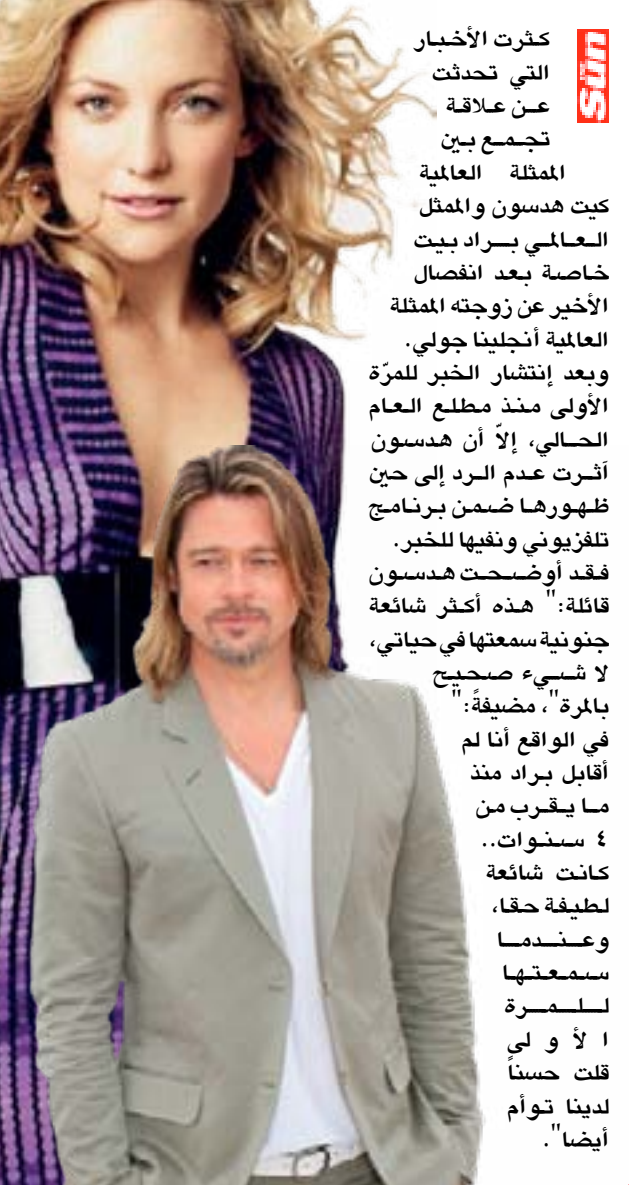 Sün
كثرت الأخبار
التي تحدثت
عن علاقة
تجمع بين
الممثلة العالمية
كيت هدسون والممثل
العالمي براد بيت
خاصة بعد انفصال
الأخير عن زوجته الممثلة
العالمية أنجلينا جولي.
وبعد إنتشار الخبر للمرّة
الأولى منذ مطلع العام
الحالي، إلاّ أن هدسون
آثرت عدم الرد إلى حين
ظهورها ضمن برنامج
تلفزيوني ونفيها للخبر.
فقد أوضحت هدسون
قائلة:" هذه أكثر شائعة
جنونية سمعتها في حياتي،
لا شيء صحيح
بالمرة"، مضيفةً:"
في الواقع أنا لم
أقابل براد منذ
ما يقرب من
٤ سنوات..
كانت شائعة
لطيفة حقا،
وعندما
سمعتها
للمرة
الأولى
قلت حسناً
لدينا توأم
أيضا".